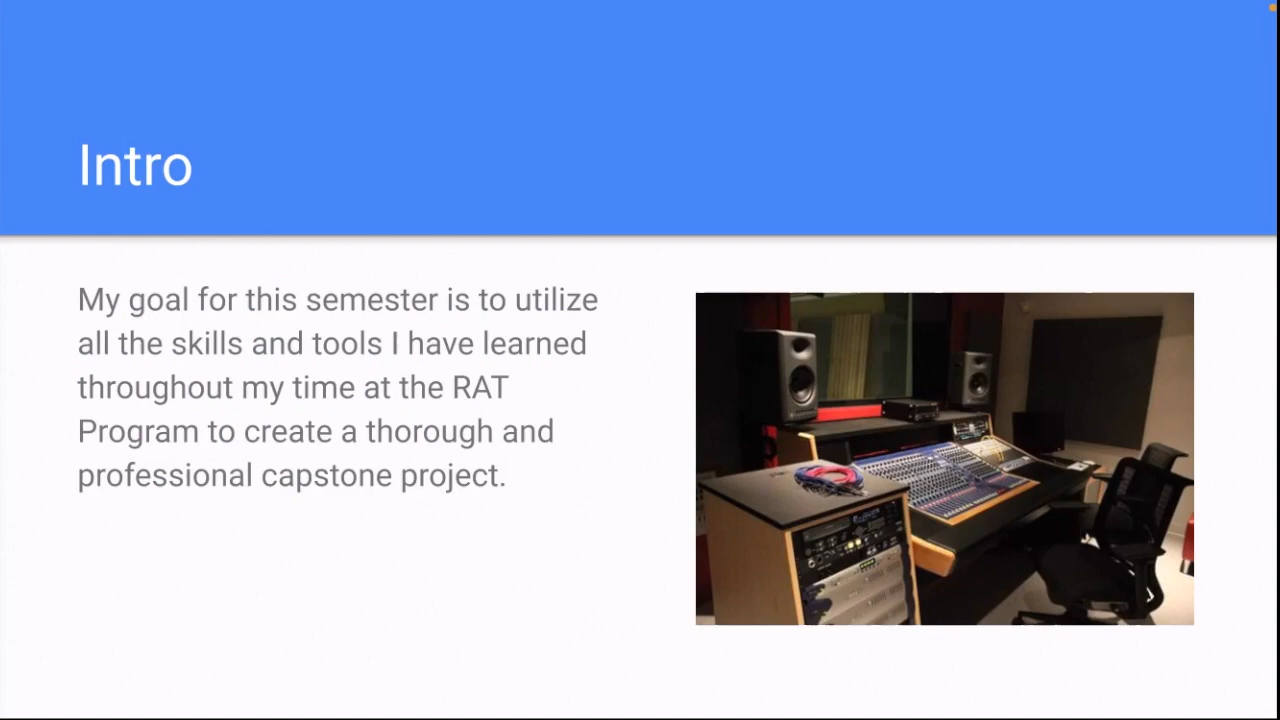 Intro
My goal for this semester is to utilize
all the skills and tools I have learned
throughout my time at the RAT
Program to create a thorough and
professional capstone project.